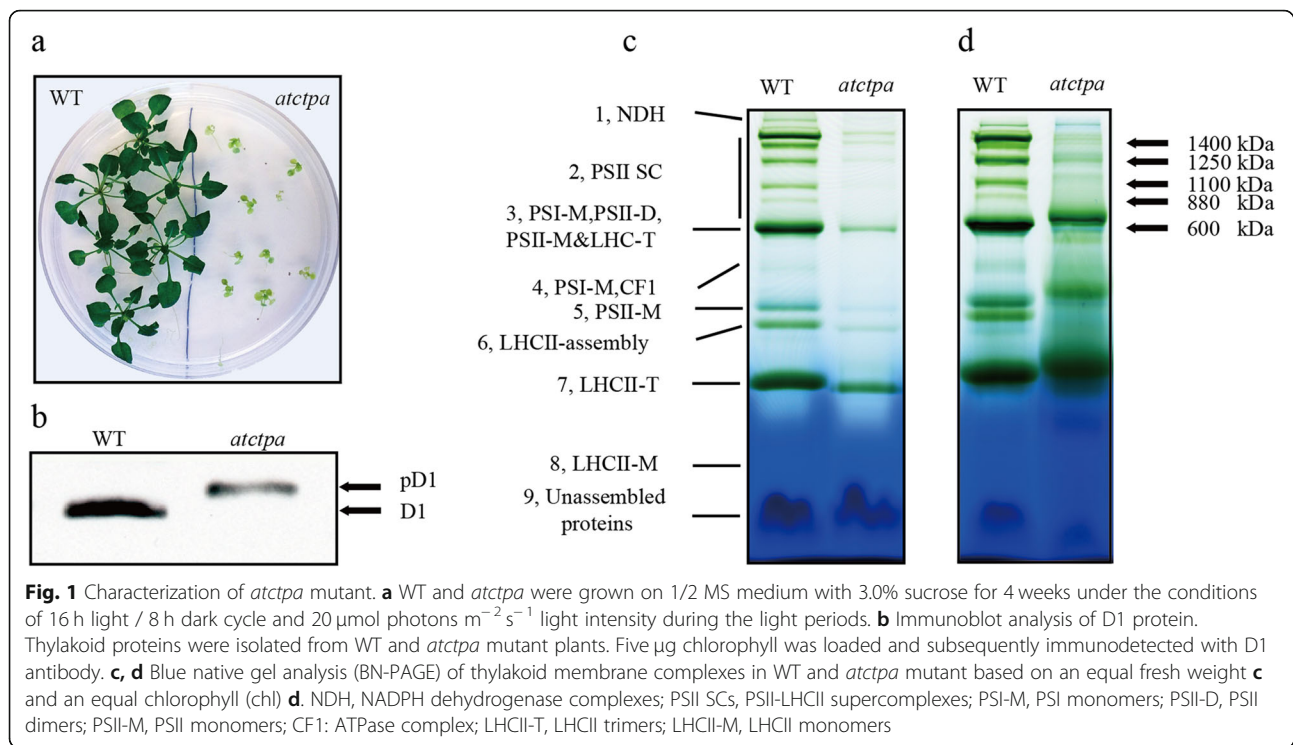 a
WT
atctpa
b
WT
atctpa
pD1
D1
c
WT
atctpa
1, NDH
2, PSII SC
3, PSI-M,PSII-D,
PSII-M&LHC-T
4, PSI-M,CF1
5, PSII-M
6, LHCII-assembly
7, LHCII-T
8, LHCII-M
9, Unassembled
proteins
d
WT
atctpa
1400 kDa
1250 kDa
1100 kDa
880 kDa
600 kDa
Fig. 1 Characterization of atctpa mutant. a WT and atctpa were grown on 1/2 MS medium with 3.0% sucrose for 4 weeks under the conditions
of 16 h light / 8 h dark cycle and 20 μmol photons m⁻² s⁻¹ light intensity during the light periods. b Immunoblot analysis of D1 protein.
Thylakoid proteins were isolated from WT and atctpa mutant plants. Five μg chlorophyll was loaded and subsequently immunodetected with D1
antibody. c, d Blue native gel analysis (BN-PAGE) of thylakoid membrane complexes in WT and atctpa mutant based on an equal fresh weight c
and an equal chlorophyll (chl) d. NDH, NADPH dehydrogenase complexes; PSII SCs, PSII-LHCII supercomplexes; PSI-M, PSI monomers; PSII-D, PSII
dimers; PSII-M, PSII monomers; CF1: ATPase complex; LHCII-T, LHCII trimers; LHCII-M, LHCII monomers